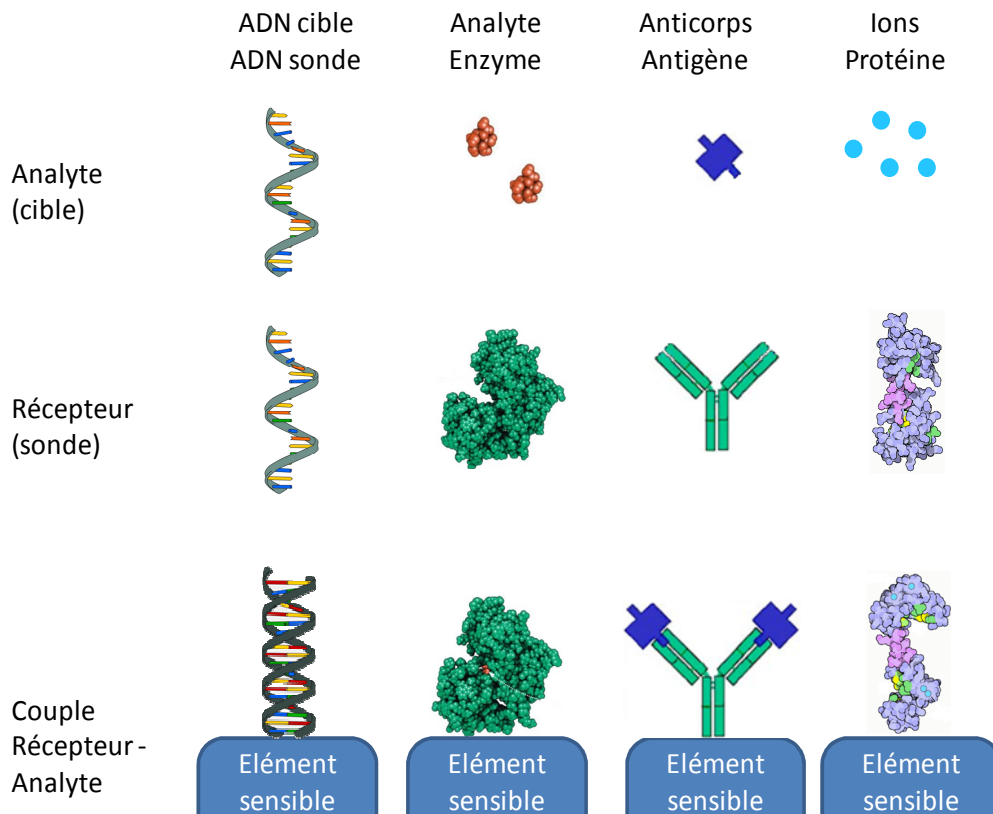 ADN cible
ADN sonde
Analyte
Enzyme
Anticorps
Antigène
Ions
Protéine
Analyte
(cible)
Récepteur
(sonde)
Couple
Récepteur -
Analyte
Elément
sensible
Elément
sensible
Elément
sensible
Elément
sensible